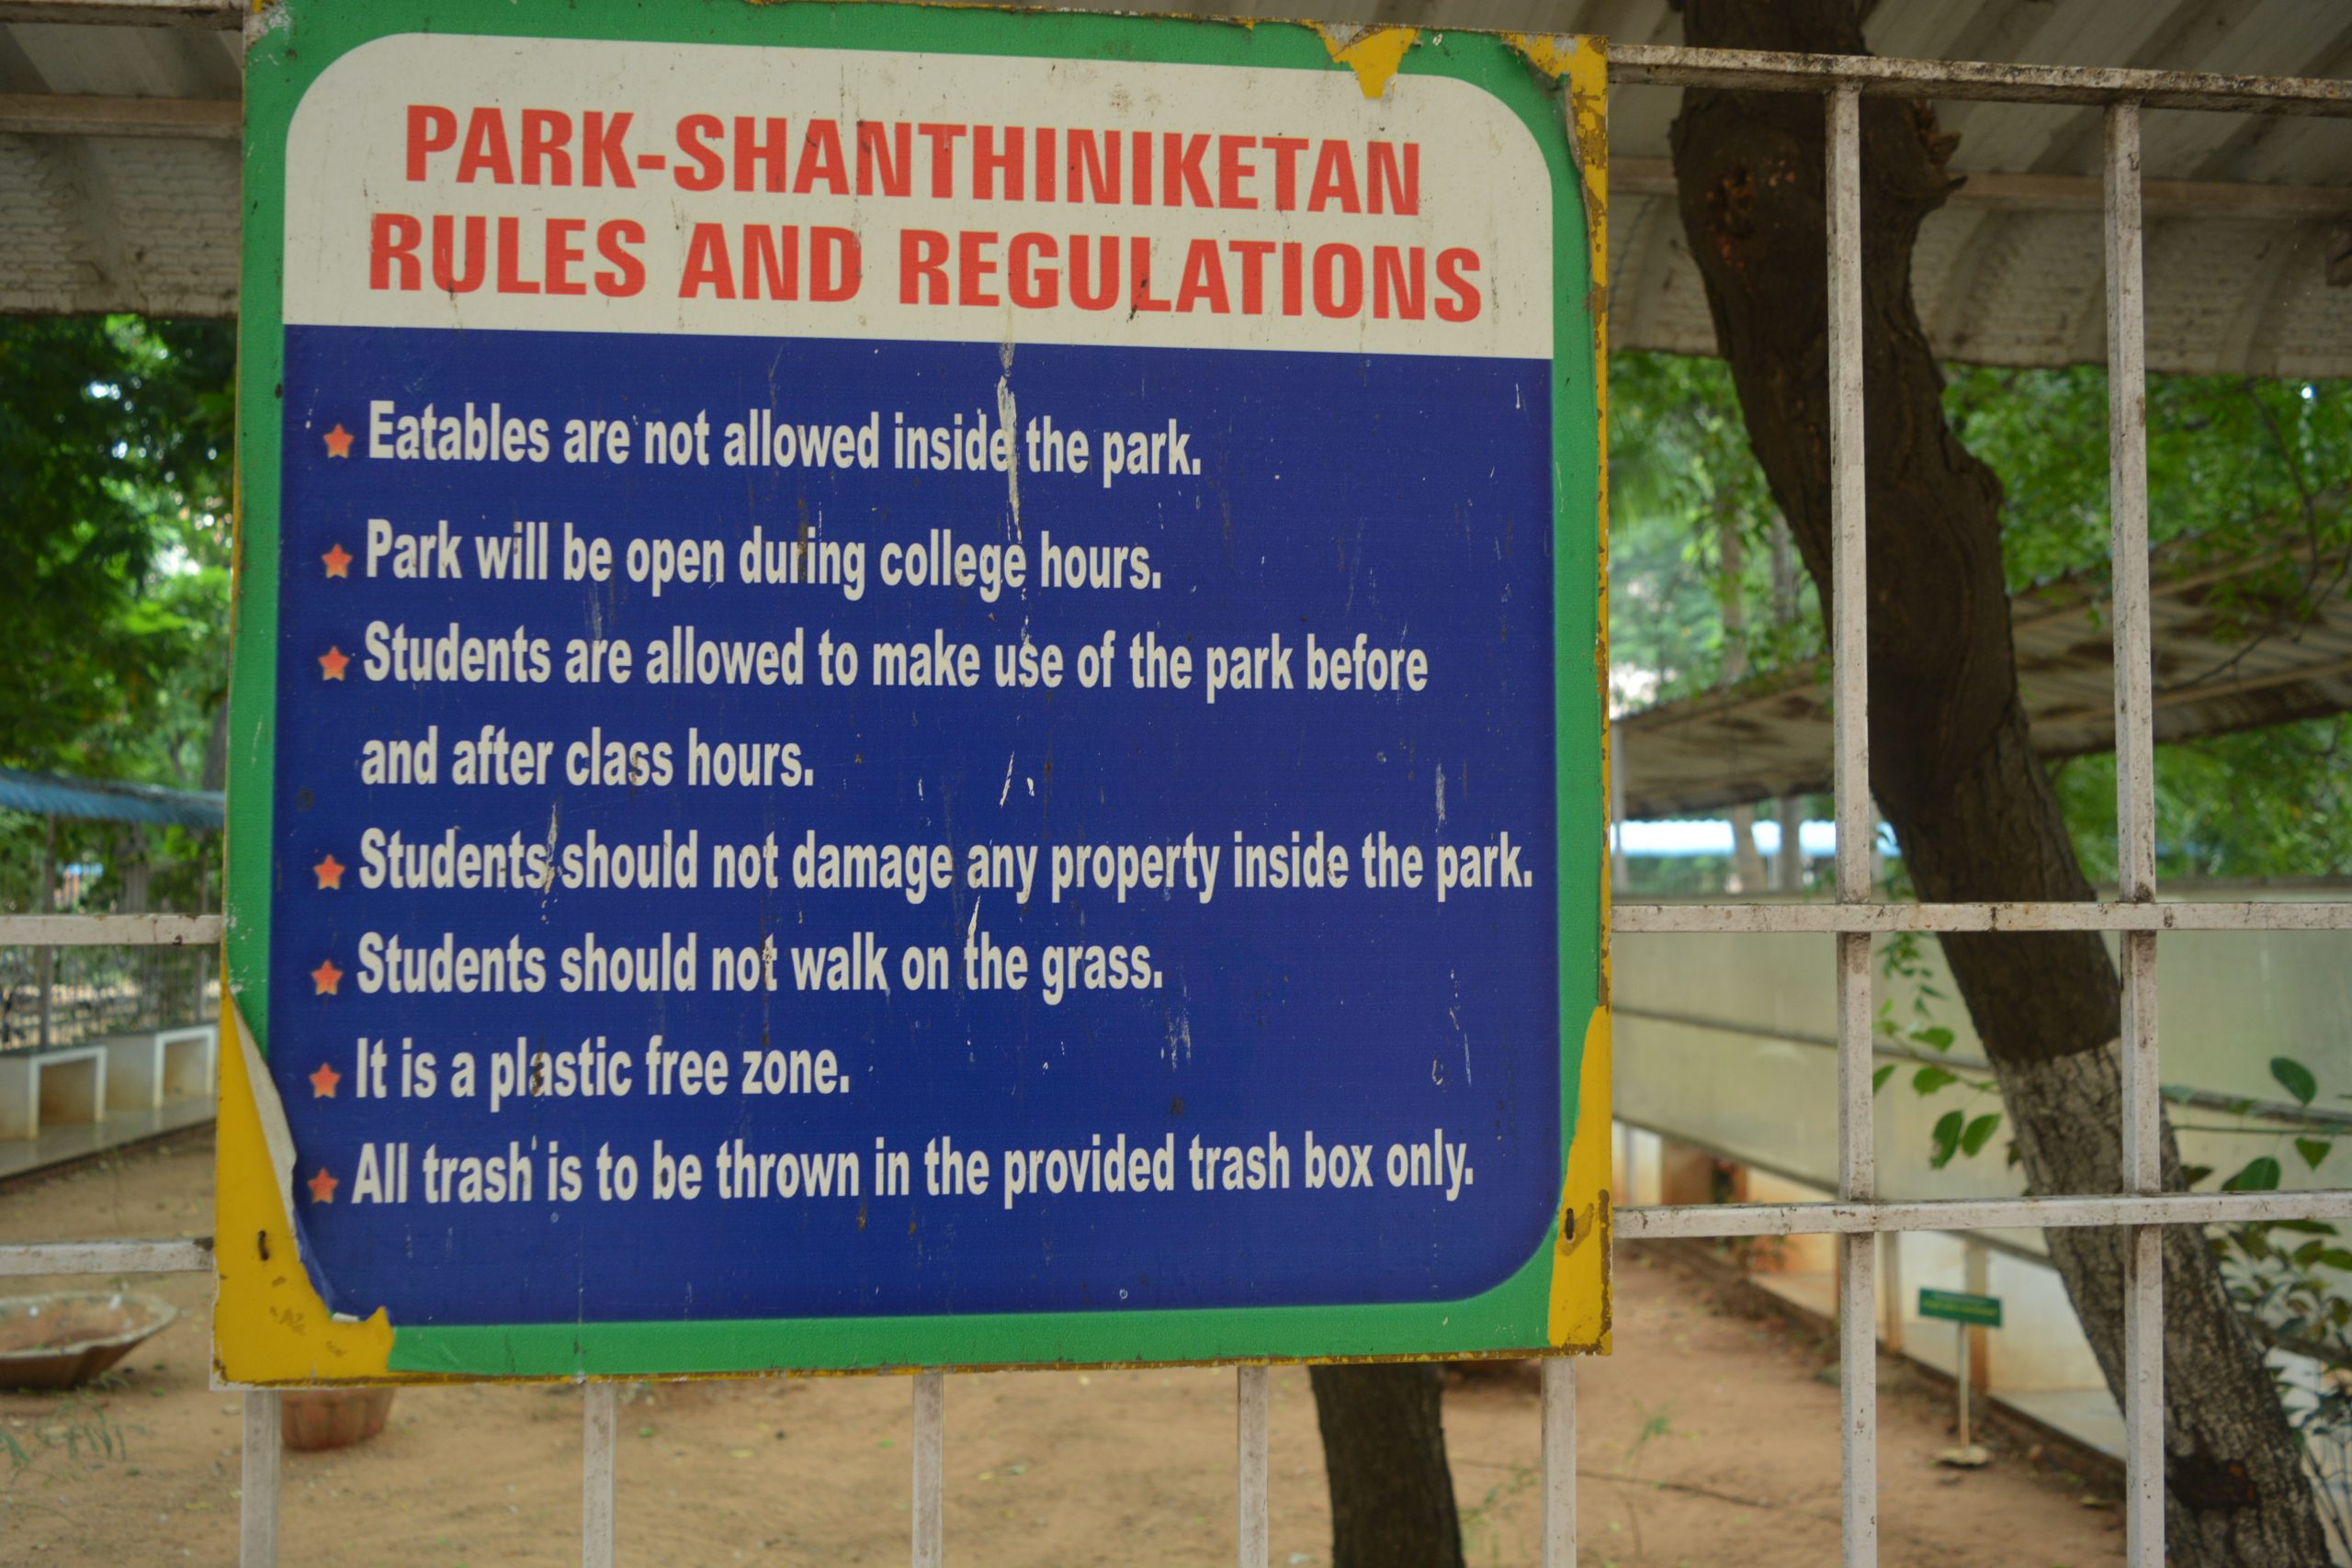 PARK-SHANTHINIKETAN
RULES AND REGULATIONS
Eatables are not allowed inside the park.
Park will be open during college hours.
Students are allowed to make use of the park before
and after class hours.
Students should not damage any property inside the park.
Students should not walk on the grass.
It is a plastic free zone.
All trash is to be thrown in the provided trash box only.